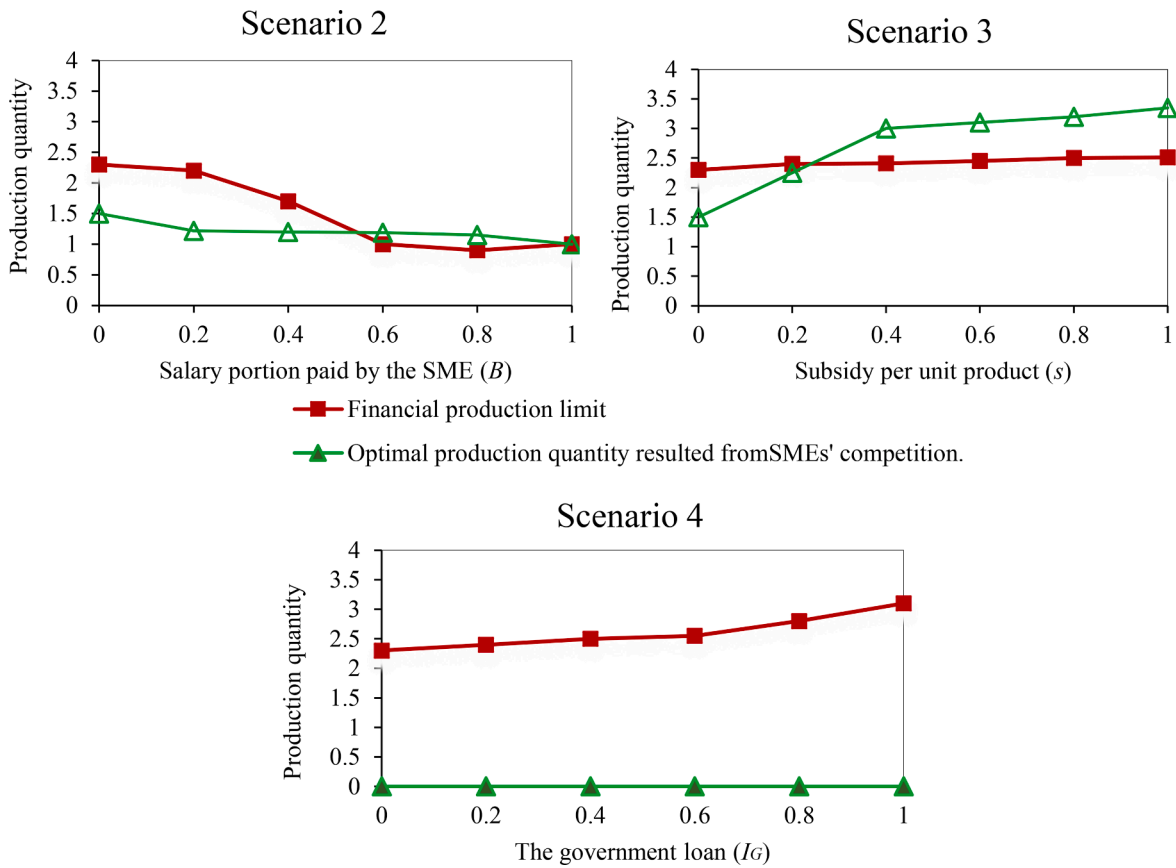 Scenario 2
Production quantity
4
3.5
3
2.5
2
1.5
1
0.5
0
0 0.2 0.4 0.6 0.8 1
Salary portion paid by the SME (B)
Scenario 3
Production quantity
4
3.5
3
2.5
2
1.5
1
0.5
0
0 0.2 0.4 0.6 0.8 1
Subsidy per unit product (s)
Financial production limit
Optimal production quantity resulted fromSMEs' competition.
Scenario 4
Production quantity
4
3.5
3
2.5
2
1.5
1
0.5
0
0 0.2 0.4 0.6 0.8 1
The government loan (IG)